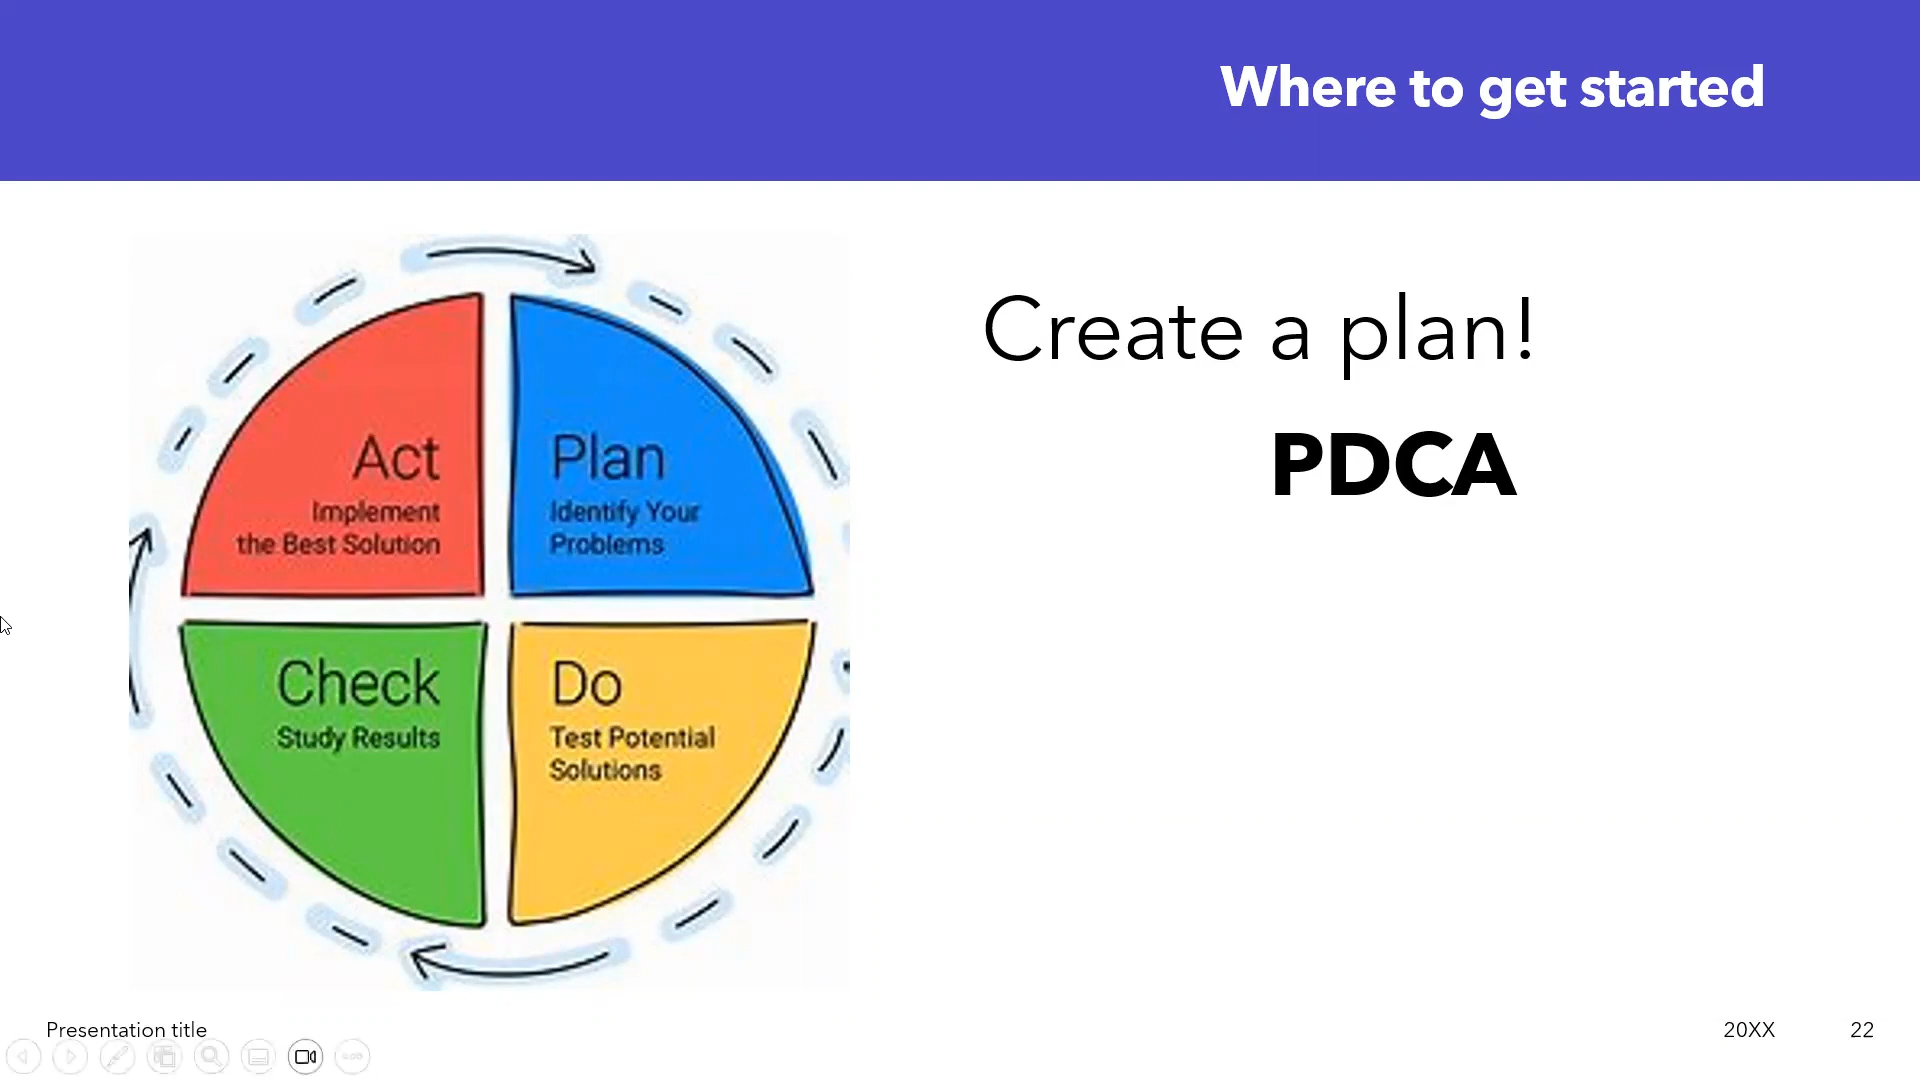 Where to get started
Create a plan!
PDCA
Act
Implement
the Best Solution
Plan
Identify Your
Problems
Check
Study Results
Do
Test Potential
Solutions
Presentation title
20XX
22